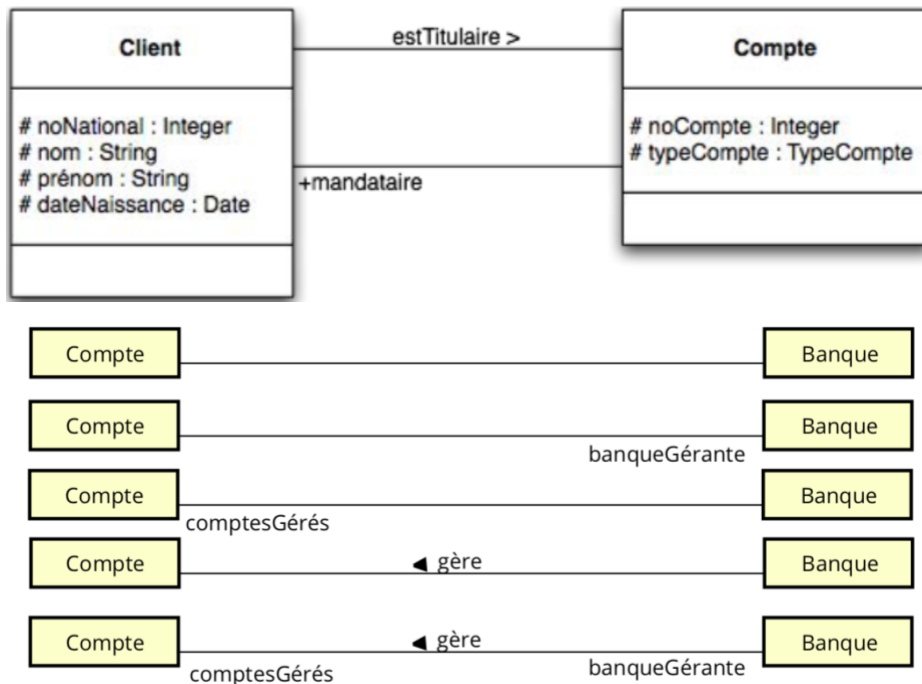 Client
estTitulaire >
Compte
# noNational : Integer
# nom : String
# prénom : String
# dateNaissance : Date
+mandataire
# noCompte : Integer
# typeCompte : TypeCompte
Compte
Banque
Compte
banqueGérante
Banque
Compte
comptesGérés
Banque
Compte
◀ gère
Banque
Compte
comptesGérés
◀ gère
banqueGérante
Banque